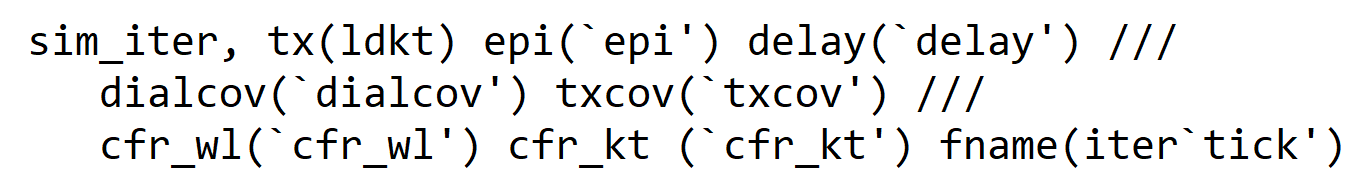 sim_iter, tx(ldkt) epi(`epi') delay(`delay') ///
dialcov(`dialcov') txcov(`txcov') ///
cfr_wl(`cfr_wl') cfr_kt (`cfr_kt') fname(iter`tick')